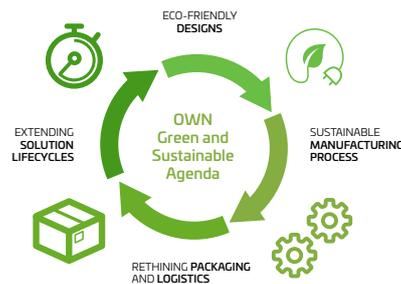 ECO-FRIENDLY
DESIGNS
OWN
Green and
Sustainable
Agenda
EXTENDING
SOLUTION
LIFECYCLES
SUSTAINABLE
MANUFACTURING
PROCESS
RETHINING PACKAGING
AND LOGISTICS